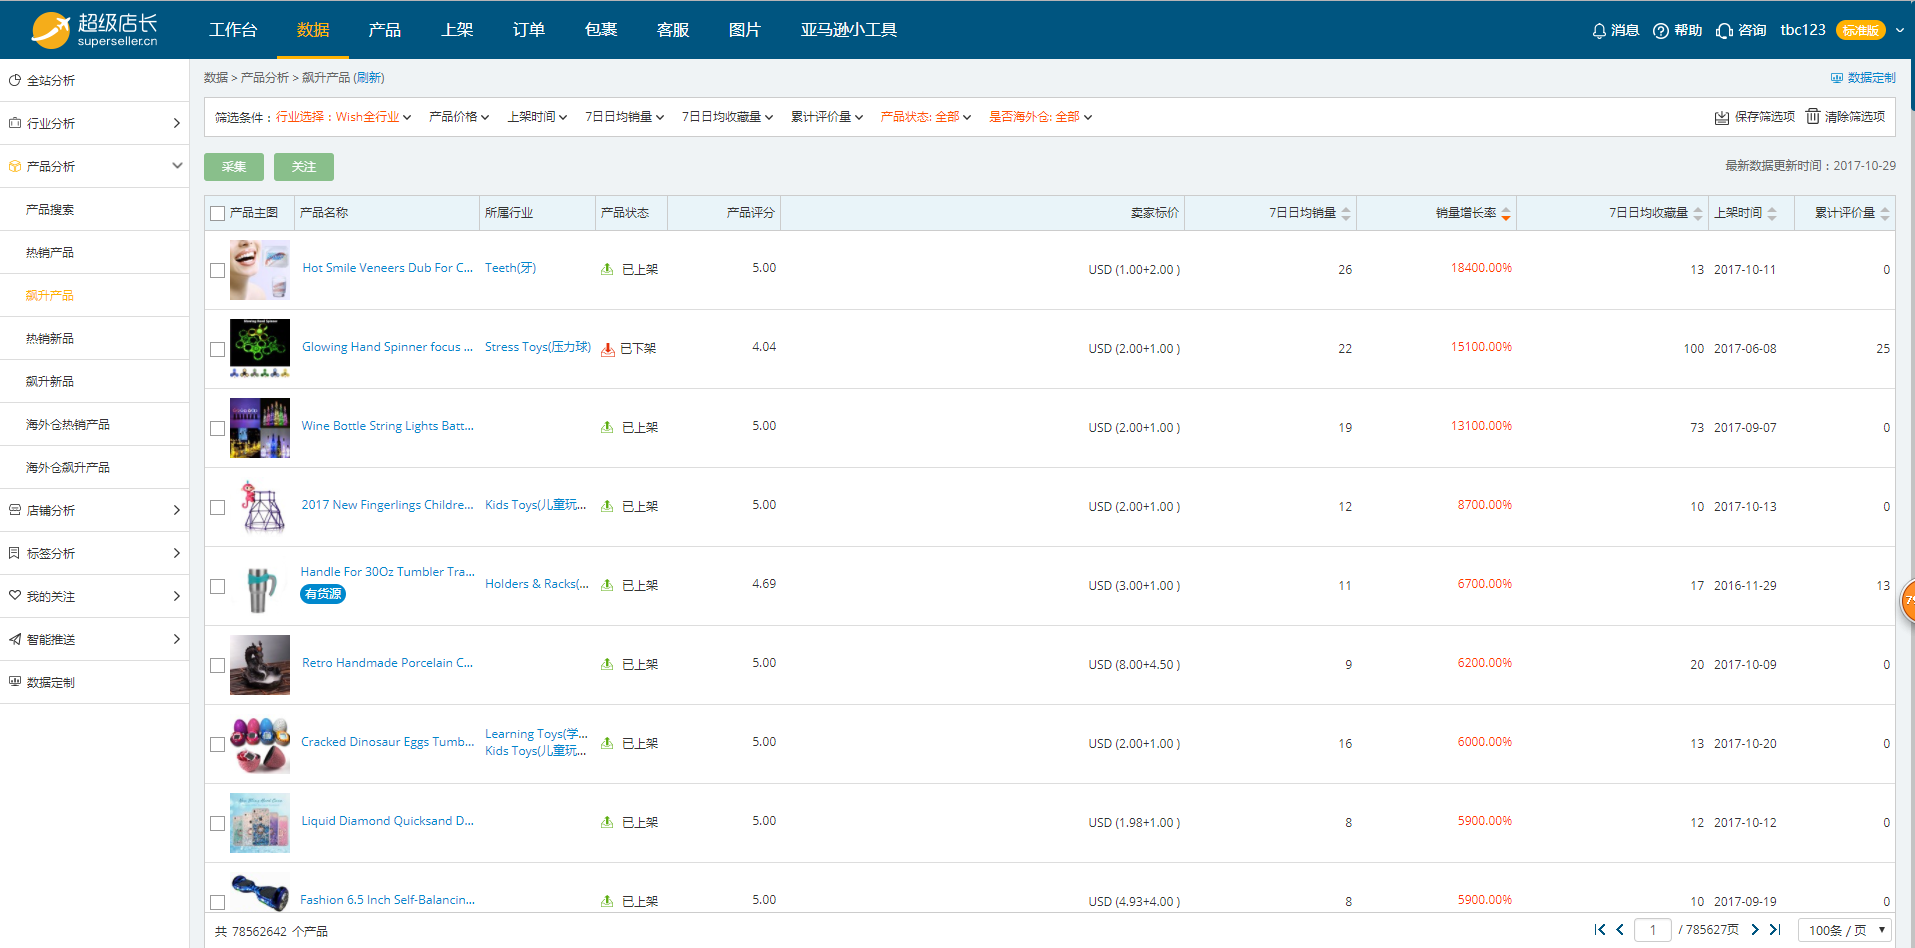 超级店长
superseller.cn
工作台 数据 产品 上架 订单 包裹 客服 图片 亚马逊小工具
消息 帮助 咨询 tbc123 标准版
全站分析
行业分析
产品分析
产品搜索
热销产品
飙升产品
热销新品
飙升新品
海外仓热销产品
海外仓飙升产品
店铺分析
标签分析
我的关注
智能推送
数据定制
数据 > 产品分析 > 飙升产品 (刷新) 数据定制
筛选条件：行业选择：Wish全行业 产品价格 上架时间 7日日均销量 7日日均收藏量 累计评价量 产品状态: 全部 是否海外仓: 全部 保存筛选项 清除筛选项
采集 关注 最新数据更新时间：2017-10-29
产品主图 产品名称 所属行业 产品状态 产品评分 卖家标价 7日日均销量 销量增长率 7日日均收藏量 上架时间 累计评价量
Hot Smile Veneers Dub For C... Teeth(牙) 已上架 5.00 USD (1.00+2.00 ) 26 18400.00% 13 2017-10-11 0
Glowing Hand Spinner focus ... Stress Toys(压力球) 已下架 4.04 USD (2.00+1.00 ) 22 15100.00% 100 2017-06-08 25
Wine Bottle String Lights Batt... 已上架 5.00 USD (2.00+1.00 ) 19 13100.00% 73 2017-09-07 0
2017 New Fingerlings Childre... Kids Toys(儿童玩... 已上架 5.00 USD (2.00+1.00 ) 12 8700.00% 10 2017-10-13 0
Handle For 30Oz Tumbler Tra...
有货源
Holders & Racks(... 已上架 4.69 USD (3.00+1.00 ) 11 6700.00% 17 2016-11-29 13
Retro Handmade Porcelain C... 已上架 5.00 USD (8.00+4.50 ) 9 6200.00% 20 2017-10-09 0
Cracked Dinosaur Eggs Tumb... Learning Toys(学...
Kids Toys(儿童玩... 已上架 5.00 USD (2.00+1.00 ) 16 6000.00% 13 2017-10-20 0
Liquid Diamond Quicksand D... 已上架 5.00 USD (1.98+1.00 ) 8 5900.00% 12 2017-10-12 0
Fashion 6.5 Inch Self-Balancin... 已上架 5.00 USD (4.93+4.00 ) 8 5900.00% 10 2017-09-19 0
共 78562642 个产品 1 / 785627页 100条 / 页